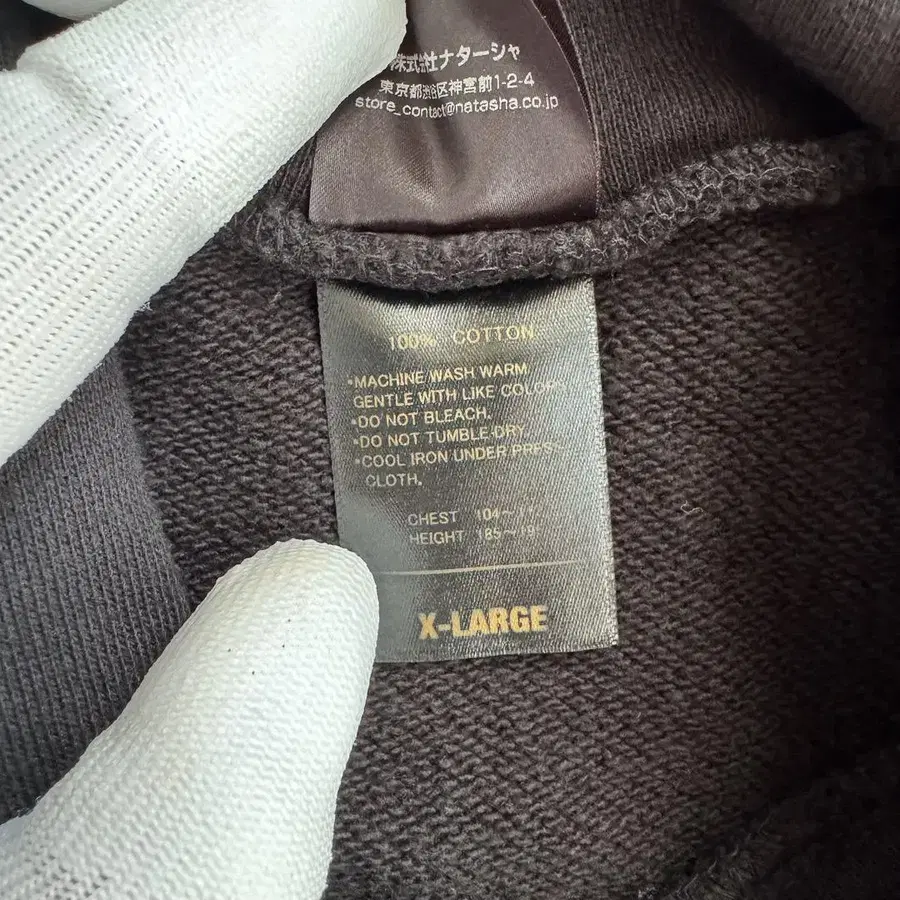 株式会社ナターシャ
東京都渋谷区神宮前1-2-4
store_contact@natasha.co.jp
100% COTTON
•MACHINE WASH WARM
GENTLE WITH LIKE COLORS
•DO NOT BLEACH.
•DO NOT TUMBLE DRY
•COOL IRON UNDER PRESS
CLOTH.
CHEST 104～
HEIGHT 185～
X-LARGE